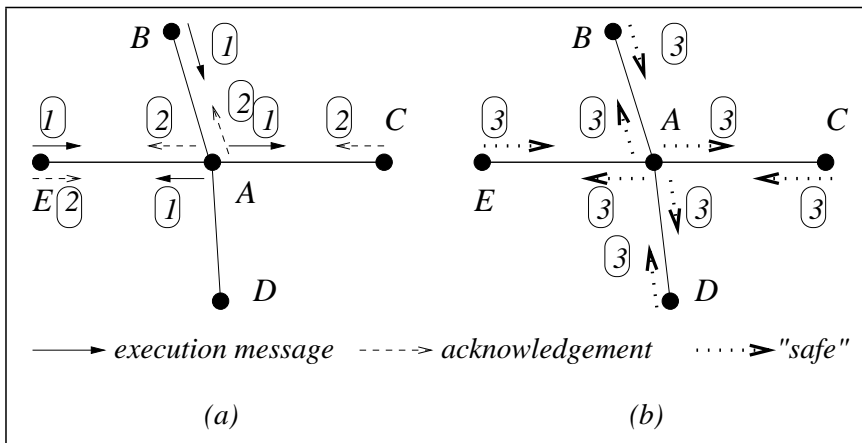 B 1
2
1 2 1 2 C
E 2 1 A
D
B 3
3 3 A 3 C
E 3 3 3
3 D
execution message acknowledgement "safe"
(a) (b)